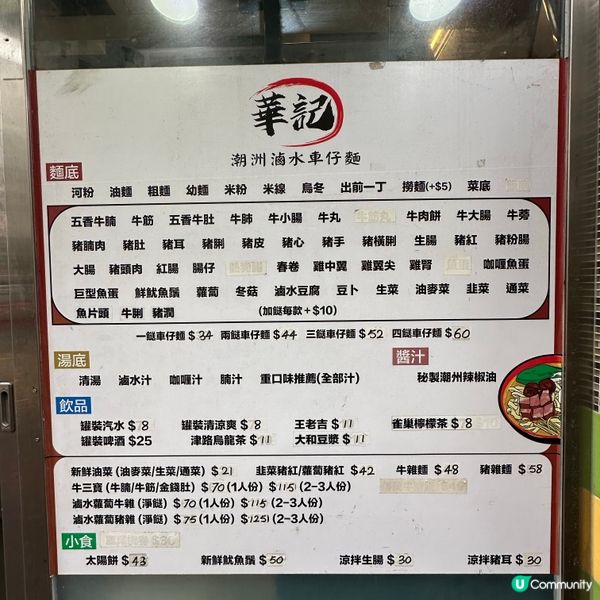 華記
潮洲滷水車仔麵
麵底
河粉 油麵 粗麵 幼麵 米粉 米線 烏冬 出前一丁 撈麵(+$5) 菜底
五香牛腩 牛筋 五香牛肚 牛肺 牛小腸 牛丸 牛筋丸 牛肉餅 牛大腸 牛蒡
豬腩肉 豬肚 豬耳 豬脷 豬皮 豬心 豬手 豬橫脷 生腸 豬紅 豬粉腸
大腸 豬頭肉 紅腸 腸仔 春卷 雞中翼 雞翼尖 雞腎 咖喱魚蛋
巨型魚蛋 鮮魷魚鬚 蘿蔔 冬菇 滷水豆腐 豆卜 生菜 油麥菜 韮菜 通菜
魚片頭 牛脷 豬潤 (加餸每款 + $10)
一餸車仔麵 $34 兩餸車仔麵 $44 三餸車仔麵 $52 四餸車仔麵 $60
湯底 醬汁
清湯 滷水汁 咖喱汁 腩汁 重口味推薦(全部汁) 秘製潮州辣椒油
飲品
罐裝汽水 $8 罐裝清涼爽 $8 王老吉 $11 雀巢檸檬茶 $8
罐裝啤酒 $25 津路烏龍茶 $11 大和豆漿 $11
新鮮油菜 (油麥菜/生菜/通菜) $21 韮菜豬紅/蘿蔔豬紅 $42 牛雜麵 $48 豬雜麵 $58
牛三寶 (牛腩/牛筋/金錢肚) $70 (1人份) $115 (2-3人份)
滷水蘿蔔牛雜 (淨餸) $70 (1人份) $115 (2-3人份)
滷水蘿蔔豬雜 (淨餸) $75 (1人份) $125 (2-3人份)
小食
太陽餅 $43 新鮮魷魚鬚 $50 涼拌生腸 $30 涼拌豬耳 $30
U Community